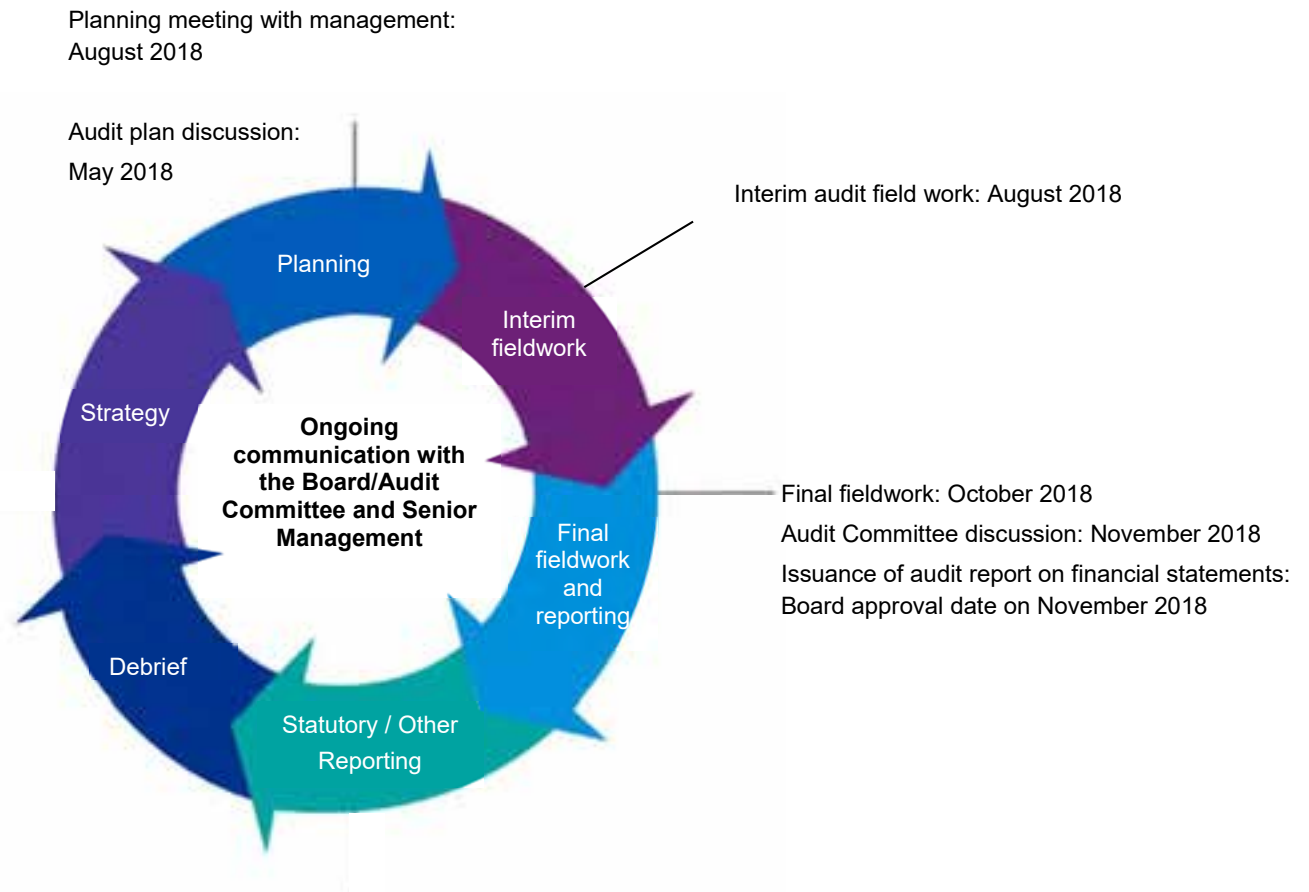 Planning meeting with management:
August 2018
Audit plan discussion:
May 2018
Interim audit field work: August 2018
Planning
Interim
fieldwork
Strategy
Ongoing
communication with
the Board/Audit
Committee and Senior
Management
Final fieldwork: October 2018
Audit Committee discussion: November 2018
Issuance of audit report on financial statements:
Board approval date on November 2018
Final
fieldwork
and
reporting
Debrief
Statutory / Other
Reporting